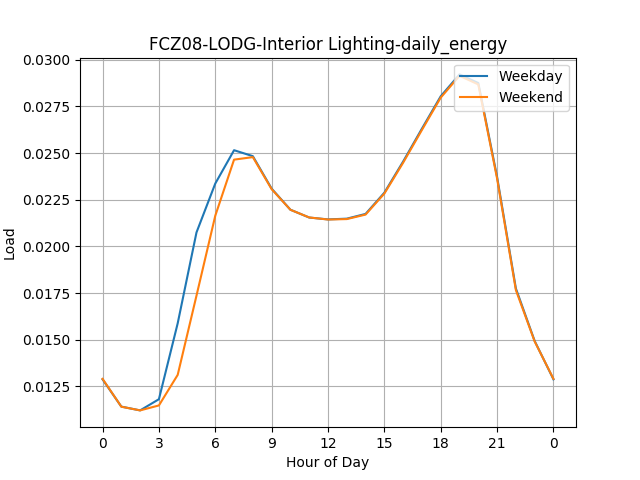 FCZ08-LODG-Interior Lighting-daily_energy
Weekday
Weekend
Load
0.0300
0.0275
0.0250
0.0225
0.0200
0.0175
0.0150
0.0125
0 3 6 9 12 15 18 21 0
Hour of Day